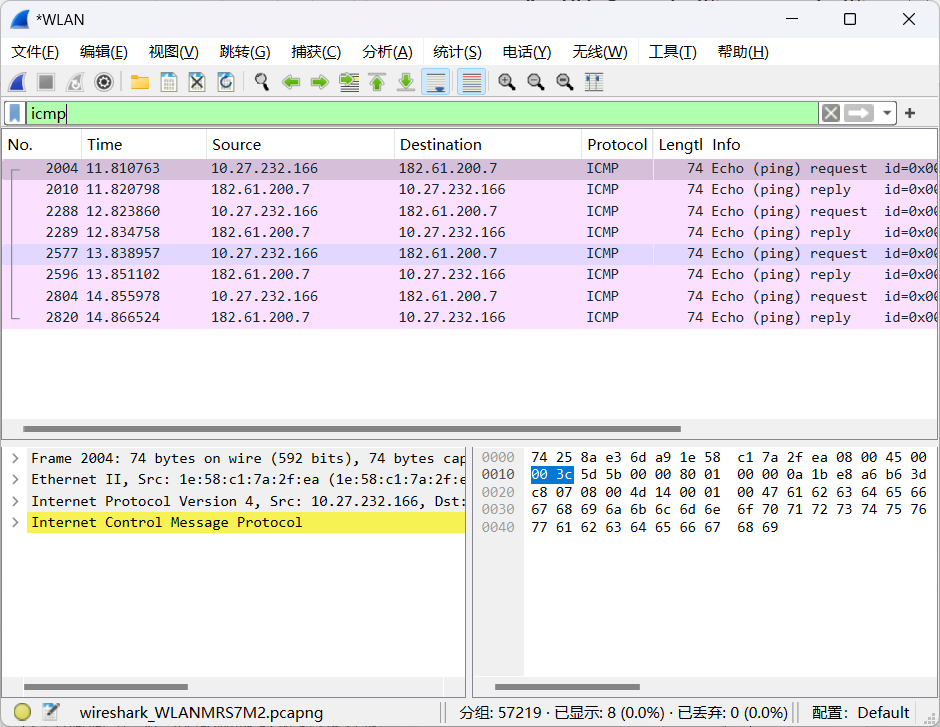 *WLAN
文件(F) 编辑(E) 视图(V) 跳转(G) 捕获(C) 分析(A) 统计(S) 电话(Y) 无线(W) 工具(T) 帮助(H)
icmp
No. Time Source Destination Protocol Lengtl Info
2004 11.810763 10.27.232.166 182.61.200.7 ICMP 74 Echo (ping) request id=0x00
2010 11.820798 182.61.200.7 10.27.232.166 ICMP 74 Echo (ping) reply id=0x00
2288 12.823860 10.27.232.166 182.61.200.7 ICMP 74 Echo (ping) request id=0x00
2289 12.834758 182.61.200.7 10.27.232.166 ICMP 74 Echo (ping) reply id=0x00
2577 13.838957 10.27.232.166 182.61.200.7 ICMP 74 Echo (ping) request id=0x00
2596 13.851102 182.61.200.7 10.27.232.166 ICMP 74 Echo (ping) reply id=0x00
2804 14.855978 10.27.232.166 182.61.200.7 ICMP 74 Echo (ping) request id=0x00
2820 14.866524 182.61.200.7 10.27.232.166 ICMP 74 Echo (ping) reply id=0x00
Frame 2004: 74 bytes on wire (592 bits), 74 bytes cap
Ethernet II, Src: 1e:58:c1:7a:2f:ea (1e:58:c1:7a:2f:e
Internet Protocol Version 4, Src: 10.27.232.166, Dst:
Internet Control Message Protocol
0000 74 25 8a e3 6d a9 1e 58 c1 7a 2f ea 08 00 45 00
0010 00 3c 5d 5b 00 00 80 01 00 00 0a 1b e8 a6 b6 3d
0020 c8 07 08 00 4d 14 00 01 00 47 61 62 63 64 65 66
0030 67 68 69 6a 6b 6c 6d 6e 6f 70 71 72 73 74 75 76
0040 77 61 62 63 64 65 66 67 68 69
wireshark_WLANMRS7M2.pcapng 分组: 57219 · 已显示: 8 (0.0%) · 已丢弃: 0 (0.0%) 配置: Default